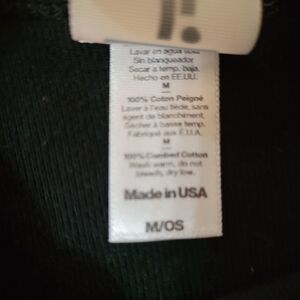 Lavar en agua
Sin blanqueador
Secar a temp. baja.
Hecho en EE.UU.
M
100% Coton Peigné
Laver à l'eau tiède, sans
agent de blanchiment,
Sécher à basse temp.
Fabriqué aux É.U.A.
M
100% Combed Cotton
Wash warm, do not
bleach, dry low.
Made in USA
M/OS